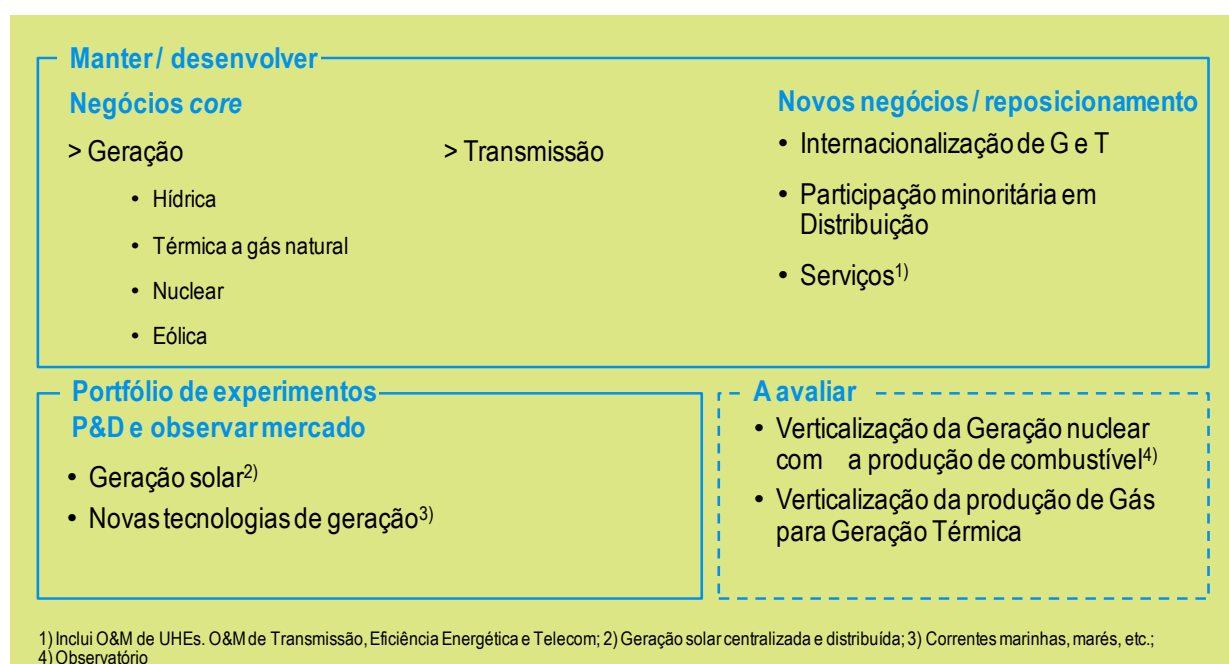 Manter / desenvolver
Negócios core
> Geração
• Hídrica
• Térmica a gás natural
• Nuclear
• Eólica
> Transmissão
Novos negócios / reposicionamento
• Internacionalização de G e T
• Participação minoritária em
Distribuição
• Serviços1)
Portfólio de experimentos
P&D e observar mercado
• Geração solar2)
• Novas tecnologias de geração3)
A avaliar
• Verticalização da Geração nuclear
com a produção de combustível4)
• Verticalização da produção de Gás
para Geração Térmica
1) Inclui O&M de UHEs. O&M de Transmissão, Eficiência Energética e Telecom; 2) Geração solar centralizada e distribuída; 3) Correntes marinhas, marés, etc.;
4) Observatório